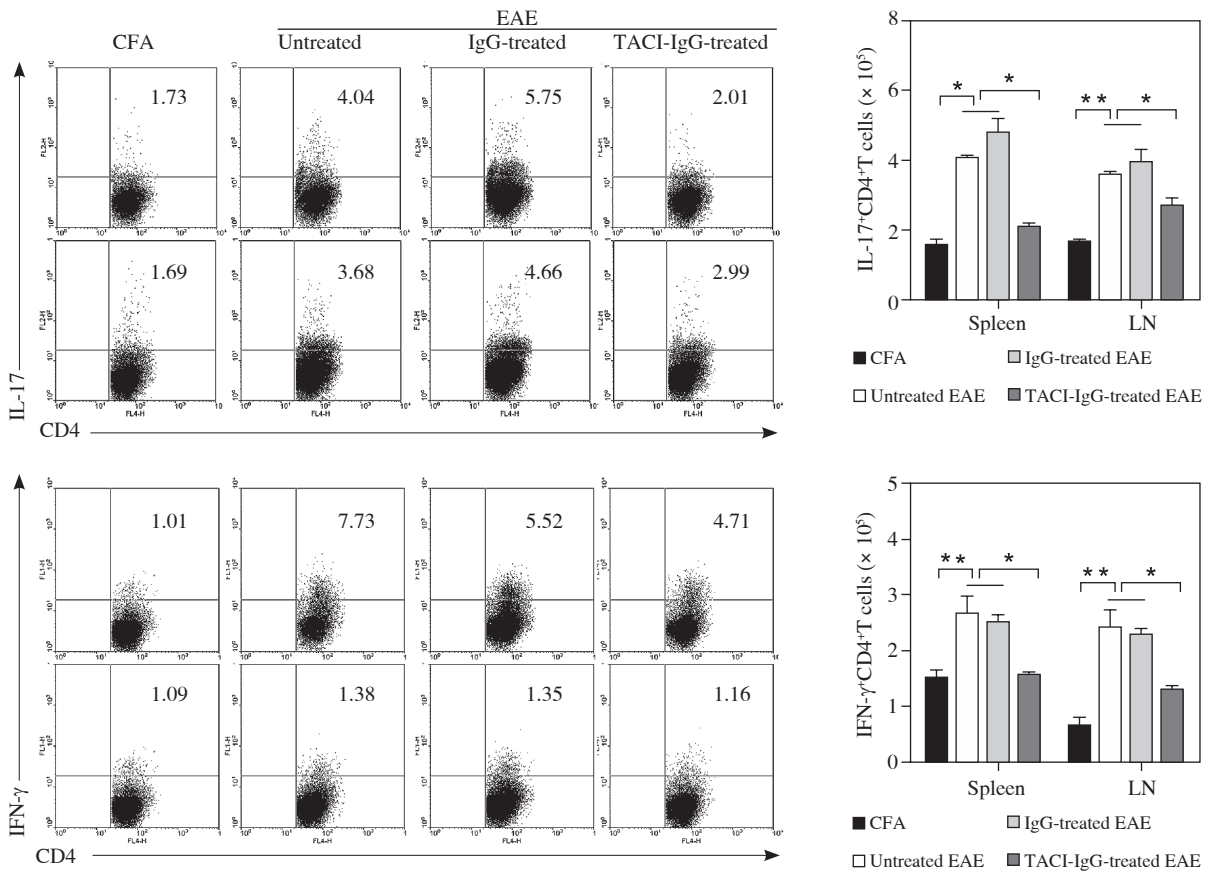 EAE
CFA Untreated IgG-treated TACI-IgG-treated
1.73 4.04 5.75 2.01
1.69 3.68 4.66 2.99
FL2-H
FL4-H
IL-17
CD4
1.01 7.73 5.52 4.71
1.09 1.38 1.35 1.16
FL1-H
FL4-H
IFN-γ
CD4
IL-17⁺CD4⁺T cells (× 10⁵)
8
6
4
2
0
* * ** *
Spleen LN
CFA IgG-treated EAE
Untreated EAE TACI-IgG-treated EAE
IFN-γ⁺CD4⁺T cells (× 10⁵)
5
4
3
2
1
0
** * ** *
Spleen LN
CFA IgG-treated EAE
Untreated EAE TACI-IgG-treated EAE